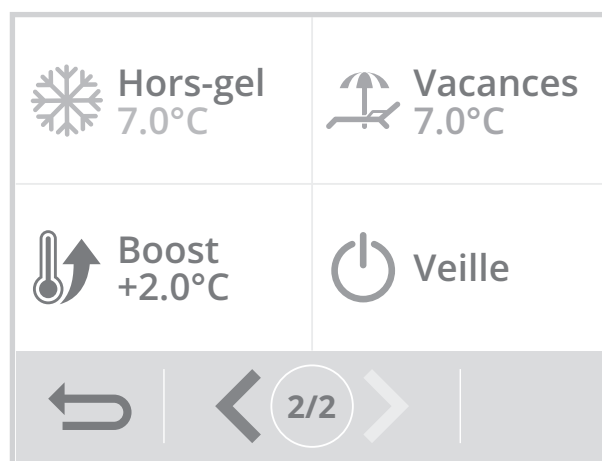 Hors-gel
7.0°C
Vacances
7.0°C
Boost
+2.0°C
Veille
2/2